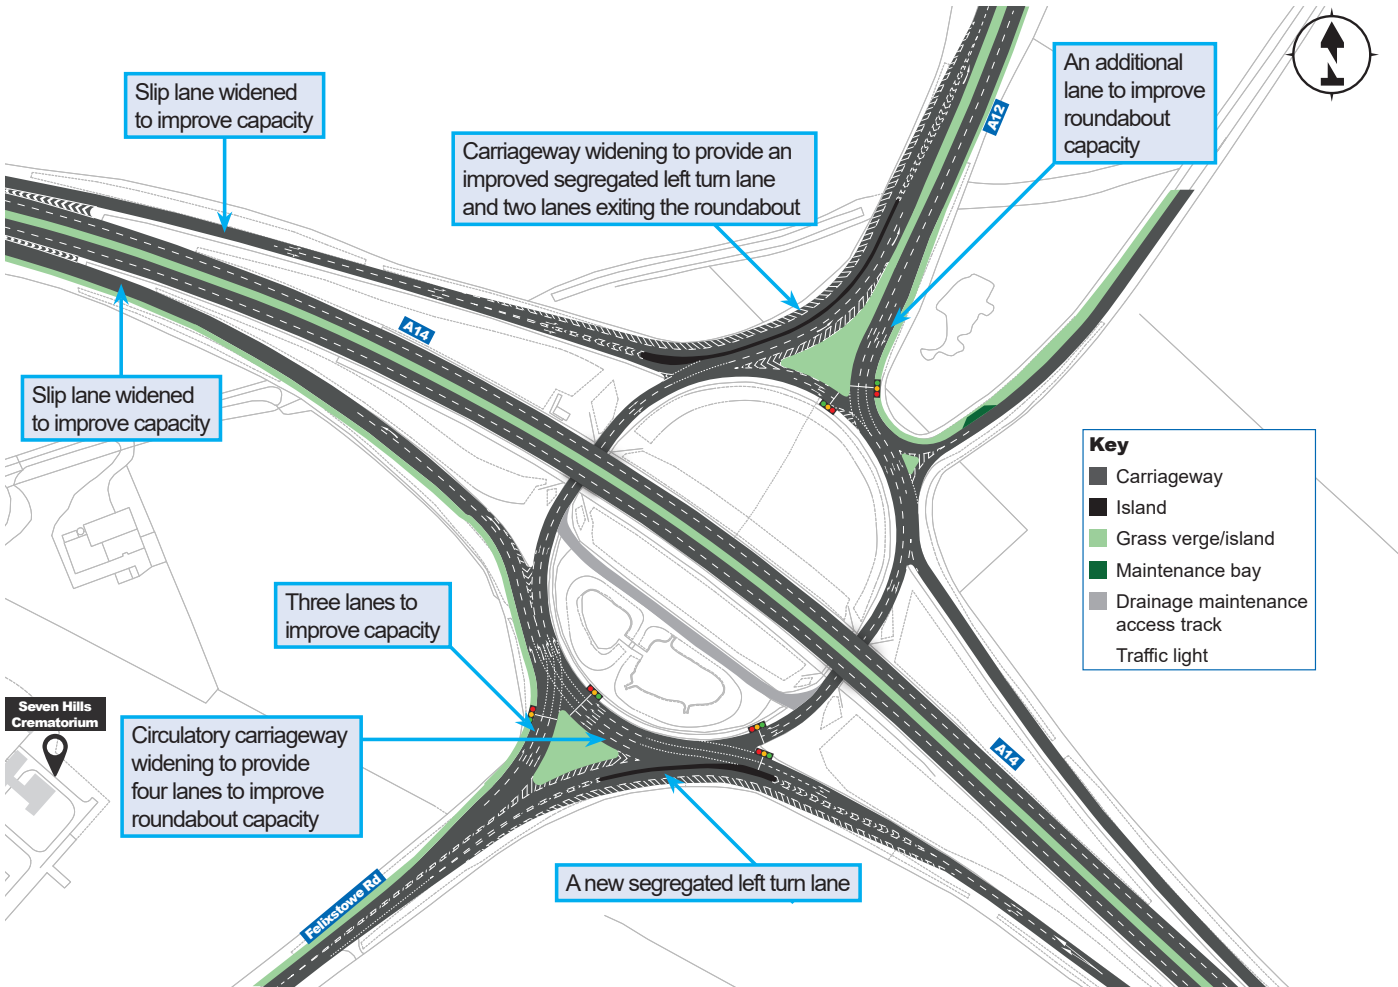 Slip lane widened
to improve capacity
Carriageway widening to provide an
improved segregated left turn lane
and two lanes exiting the roundabout
An additional
lane to improve
roundabout
capacity
A12
N
A14
Slip lane widened
to improve capacity
Key
Carriageway
Island
Grass verge/island
Maintenance bay
Drainage maintenance
access track
Traffic light
Three lanes to
improve capacity
Seven Hills
Crematorium
Circulatory carriageway
widening to provide
four lanes to improve
roundabout capacity
A14
A new segregated left turn lane
Felixstowe Rd